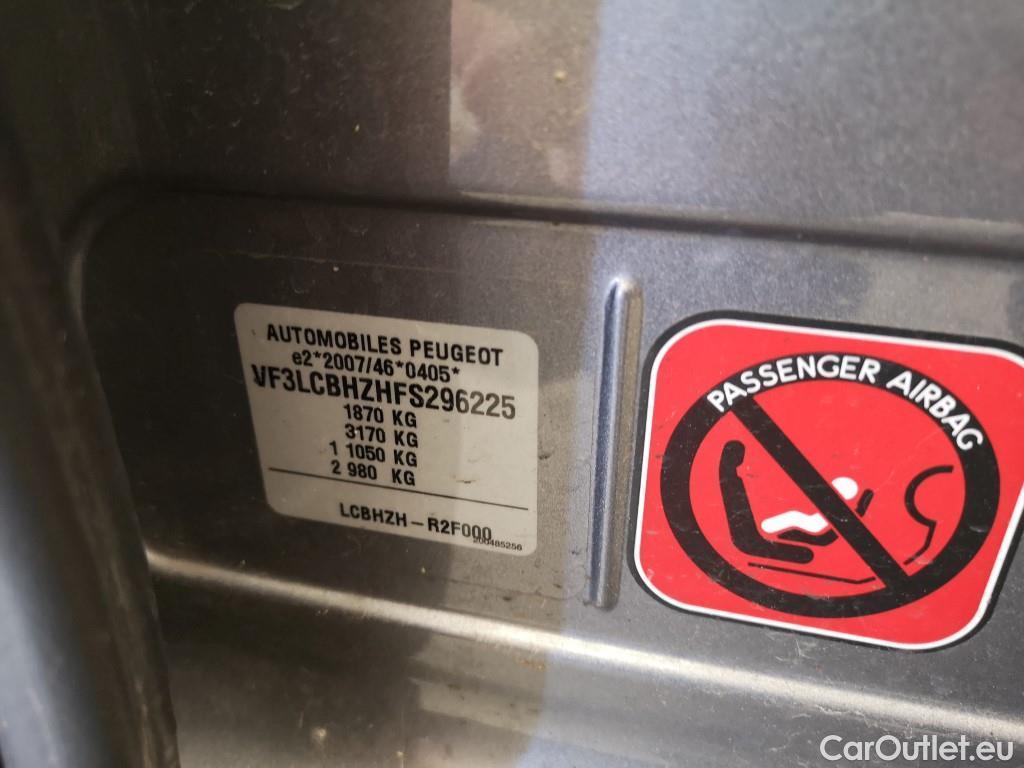 AUTOMOBILES PEUGEOT
e2*2007/46*0405*
VF3LCBHZHFS296225
1870 KG
3170 KG
1 1050 KG
2 980 KG
LCBHZH-R2F000
200485256
PASSENGER AIRBAG
CarOutlet.eu